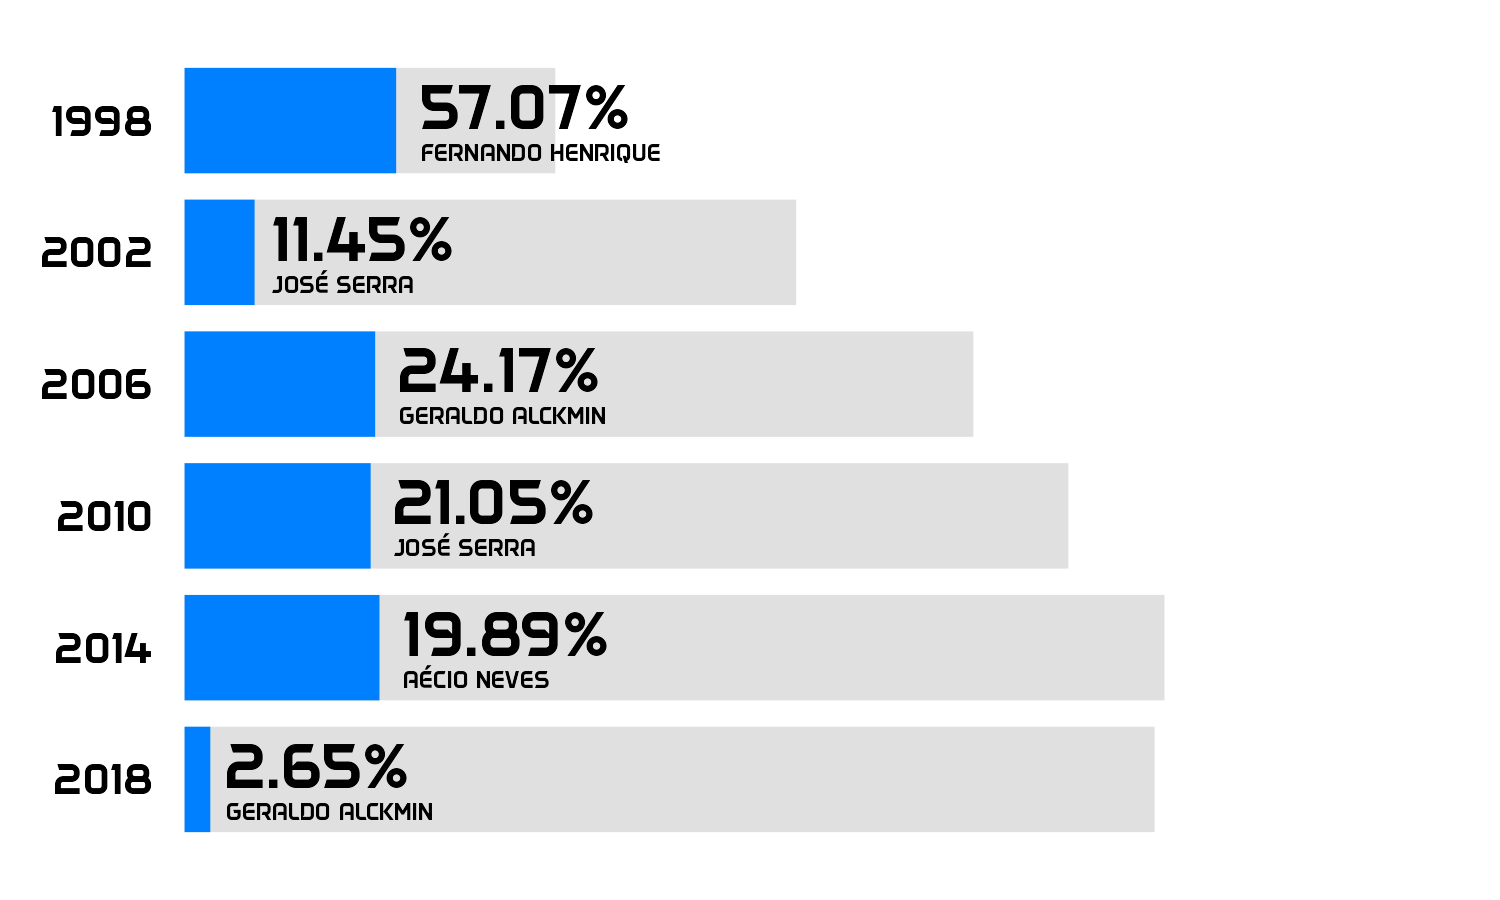 1998
57.07%
FERNANDO HENRIQUE
2002
11.45%
JOSÉ SERRA
2006
24.17%
GERALDO ALCKMIN
2010
21.05%
JOSÉ SERRA
2014
19.89%
AÉCIO NEVES
2018
2.65%
GERALDO ALCKMIN